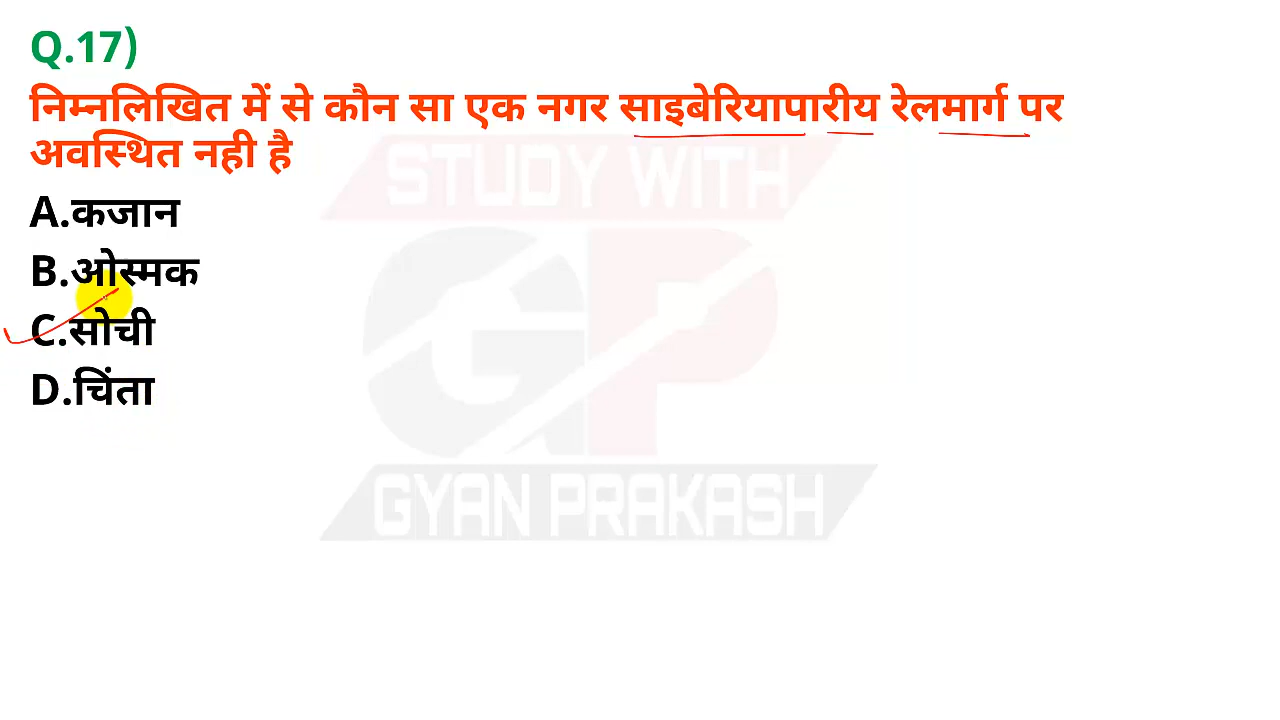 Q.17)
निम्नलिखित में से कौन सा एक नगर साइबेरियापारीय रेलमार्ग पर
अवस्थित नही है
A.कजान
B.ओस्मक
C.सोची
D.चिंता
STUDY WITH
GP
GYAN PRAKASH